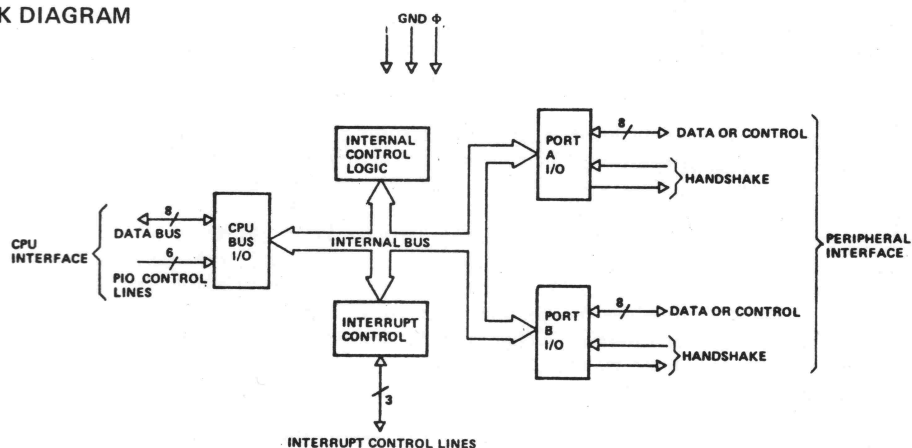 K DIAGRAM
GND Φ
INTERNAL
CONTROL
LOGIC
PORT
A
I/O
8
DATA OR CONTROL
HANDSHAKE
CPU
INTERFACE
8
DATA BUS
6
PIO CONTROL
LINES
CPU
BUS
I/O
INTERNAL BUS
PERIPHERAL
INTERFACE
INTERRUPT
CONTROL
PORT
B
I/O
8
DATA OR CONTROL
HANDSHAKE
3
INTERRUPT CONTROL LINES